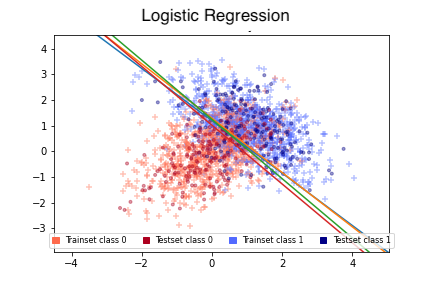 Logistic Regression
4
3
2
1
0
−1
−2
−3
Trainset class 0 Testset class 0 Trainset class 1 Testset class 1
−4 −2 0 2 4